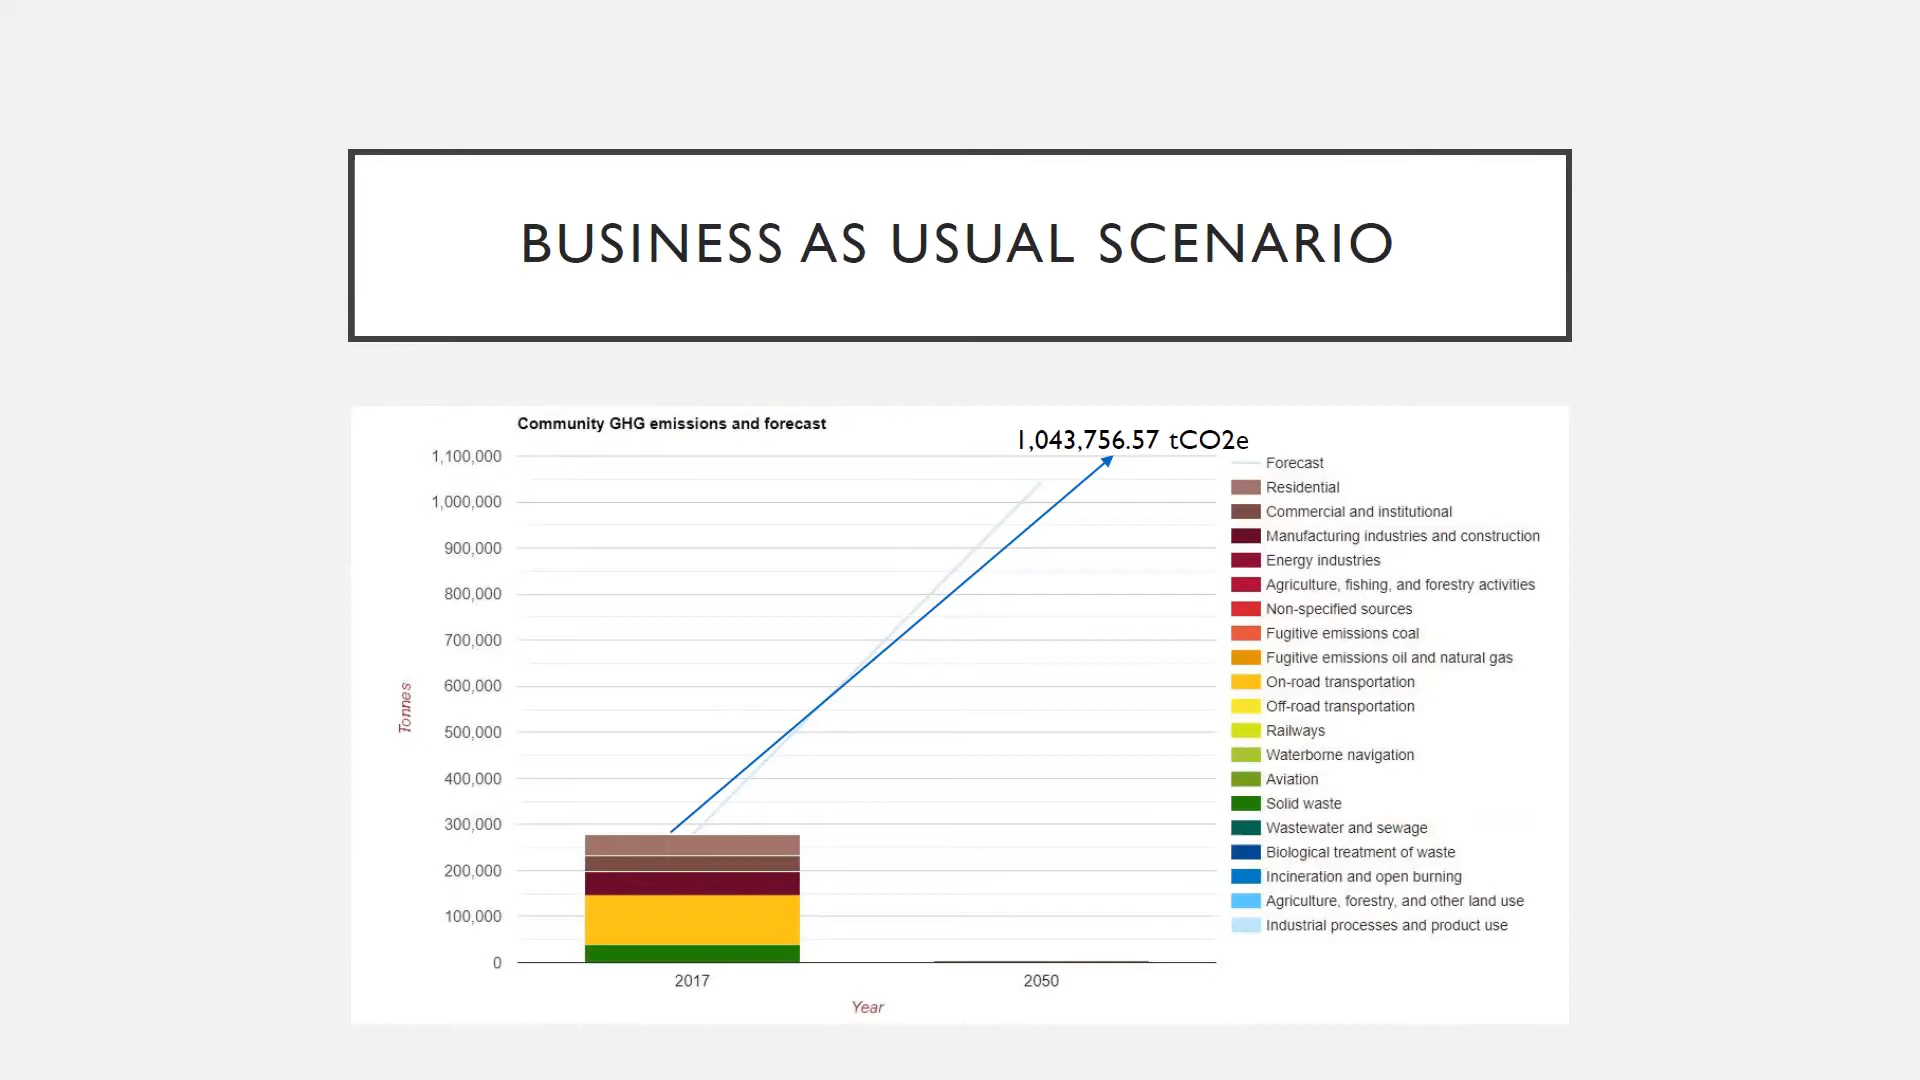 BUSINESS AS USUAL SCENARIO
Community GHG emissions and forecast
1,043,756.57 tCO2e
1,100,000
1,000,000
900,000
800,000
700,000
600,000
500,000
400,000
300,000
200,000
100,000
0
Tonnes
2017
2050
Year
Forecast
Residential
Commercial and institutional
Manufacturing industries and construction
Energy industries
Agriculture, fishing, and forestry activities
Non-specified sources
Fugitive emissions coal
Fugitive emissions oil and natural gas
On-road transportation
Off-road transportation
Railways
Waterborne navigation
Aviation
Solid waste
Wastewater and sewage
Biological treatment of waste
Incineration and open burning
Agriculture, forestry, and other land use
Industrial processes and product use